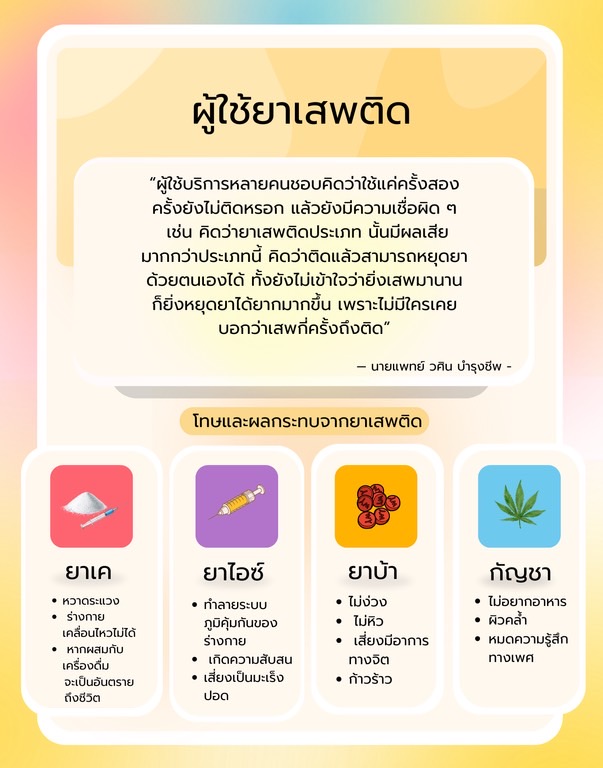 ผู้ใช้ยาเสพติด
“ผู้ใช้บริการหลายคนชอบคิดว่าใช้แค่ครั้งสอง
ครั้งยังไม่ติดหรอก แล้วยังมีความเชื่อผิด ๆ
เช่น คิดว่ายาเสพติดประเภท นั้นมีผลเสีย
มากกว่าประเภทนี้ คิดว่าติดแล้วสามารถหยุดยา
ด้วยตนเองได้ ทั้งยังไม่เข้าใจว่ายิ่งเสพมานาน
ก็ยิ่งหยุดยาได้ยากมากขึ้น เพราะไม่มีใครเคย
บอกว่าเสพกี่ครั้งถึงติด”
— นายแพทย์ วศิน บำรุงชีพ -
โทษและผลกระทบจากยาเสพติด
ยาเค
• หวาดระแวง
• ร่างกาย
เคลื่อนไหวไม่ได้
• หากผสมกับ
เครื่องดื่ม
จะเป็นอันตราย
ถึงชีวิต
ยาไอซ์
• ทำลายระบบ
ภูมิคุ้มกันของ
ร่างกาย
• เกิดความสับสน
• เสี่ยงเป็นมะเร็ง
ปอด
ยาบ้า
• ไม่ง่วง
• ไม่หิว
• เสี่ยงมีอาการ
ทางจิต
• ก้าวร้าว
กัญชา
• ไม่อยากอาหาร
• ผิวคล้ำ
• หมดความรู้สึก
ทางเพศ